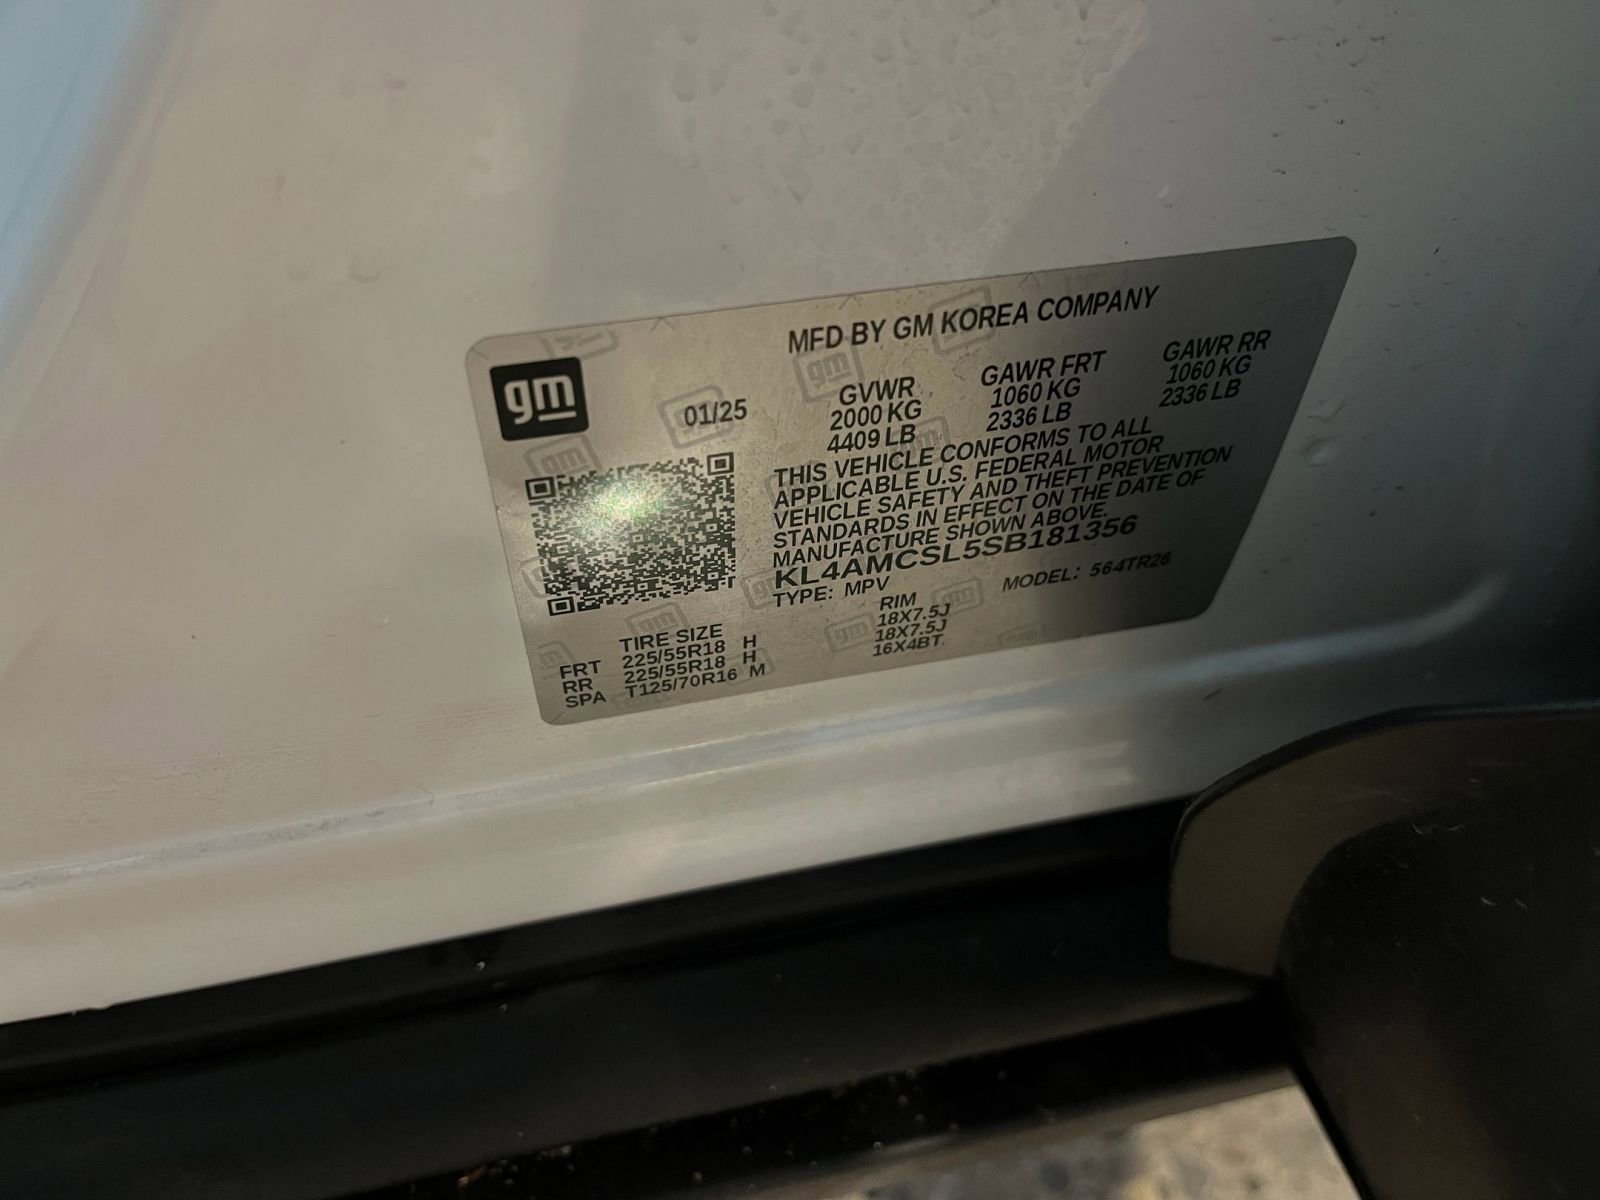 MFD BY GM KOREA COMPANY
gm
01/25
GVWR GAWR FRT GAWR RR
2000 KG 1060 KG 1060 KG
4409 LB 2336 LB 2336 LB
THIS VEHICLE CONFORMS TO ALL
APPLICABLE U.S. FEDERAL MOTOR
VEHICLE SAFETY AND THEFT PREVENTION
STANDARDS IN EFFECT ON THE DATE OF
MANUFACTURE SHOWN ABOVE.
KL4AMCSL5SB181356
TYPE: MPV MODEL: 564TR26
TIRE SIZE RIM
FRT 225/55R18 H 18X7.5J
RR 225/55R18 H 18X7.5J
SPA T125/70R16 M 16X4BT